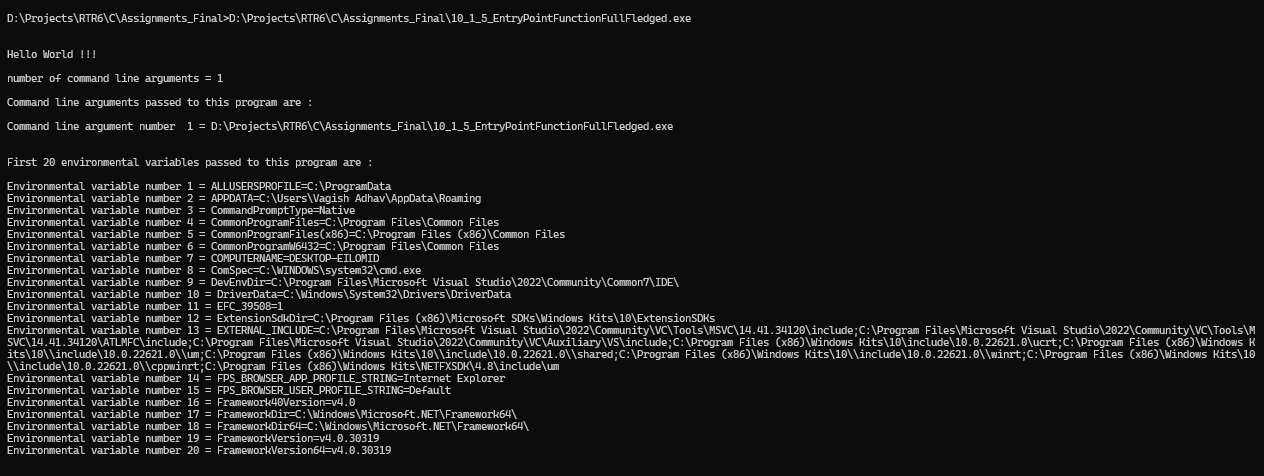 D:\Projects\RTR6\C\Assignments_Final>D:\Projects\RTR6\C\Assignments_Final\10_1_5_EntryPointFunctionFullFledged.exe
Hello World !!!
number of command line arguments = 1
Command line arguments passed to this program are :
Command line argument number  1 = D:\Projects\RTR6\C\Assignments_Final\10_1_5_EntryPointFunctionFullFledged.exe
First 20 environmental variables passed to this program are :
Environmental variable number 1 = ALLUSERSPROFILE=C:\ProgramData
Environmental variable number 2 = APPDATA=C:\Users\Vagish Adhav\AppData\Roaming
Environmental variable number 3 = CommandPromptType=Native
Environmental variable number 4 = CommonProgramFiles=C:\Program Files\Common Files
Environmental variable number 5 = CommonProgramFiles(x86)=C:\Program Files (x86)\Common Files
Environmental variable number 6 = CommonProgramW6432=C:\Program Files\Common Files
Environmental variable number 7 = COMPUTERNAME=DESKTOP-EILOMID
Environmental variable number 8 = ComSpec=C:\WINDOWS\system32\cmd.exe
Environmental variable number 9 = DevEnvDir=C:\Program Files\Microsoft Visual Studio\2022\Community\Common7\IDE\
Environmental variable number 10 = DriverData=C:\Windows\System32\Drivers\DriverData
Environmental variable number 11 = EFC_39508=1
Environmental variable number 12 = ExtensionSdkDir=C:\Program Files (x86)\Microsoft SDKs\Windows Kits\10\ExtensionSDKs
Environmental variable number 13 = EXTERNAL_INCLUDE=C:\Program Files\Microsoft Visual Studio\2022\Community\VC\Tools\MSVC\14.41.34120\include;C:\Program Files\Microsoft Visual Studio\2022\Community\VC\Tools\M
SVC\14.41.34120\ATLMFC\include;C:\Program Files\Microsoft Visual Studio\2022\Community\VC\Auxiliary\VS\include;C:\Program Files (x86)\Windows Kits\10\include\10.0.22621.0\ucrt;C:\Program Files (x86)\Windows K
its\10\\include\10.0.22621.0\\um;C:\Program Files (x86)\Windows Kits\10\\include\10.0.22621.0\\shared;C:\Program Files (x86)\Windows Kits\10\\include\10.0.22621.0\\winrt;C:\Program Files (x86)\Windows Kits\10
\\include\10.0.22621.0\\cppwinrt;C:\Program Files (x86)\Windows Kits\NETFXSDK\4.8\include\um
Environmental variable number 14 = FPS_BROWSER_APP_PROFILE_STRING=Internet Explorer
Environmental variable number 15 = FPS_BROWSER_USER_PROFILE_STRING=Default
Environmental variable number 16 = Framework40Version=v4.0
Environmental variable number 17 = FrameworkDir=C:\Windows\Microsoft.NET\Framework64\
Environmental variable number 18 = FrameworkDir64=C:\Windows\Microsoft.NET\Framework64\
Environmental variable number 19 = FrameworkVersion=v4.0.30319
Environmental variable number 20 = FrameworkVersion64=v4.0.30319